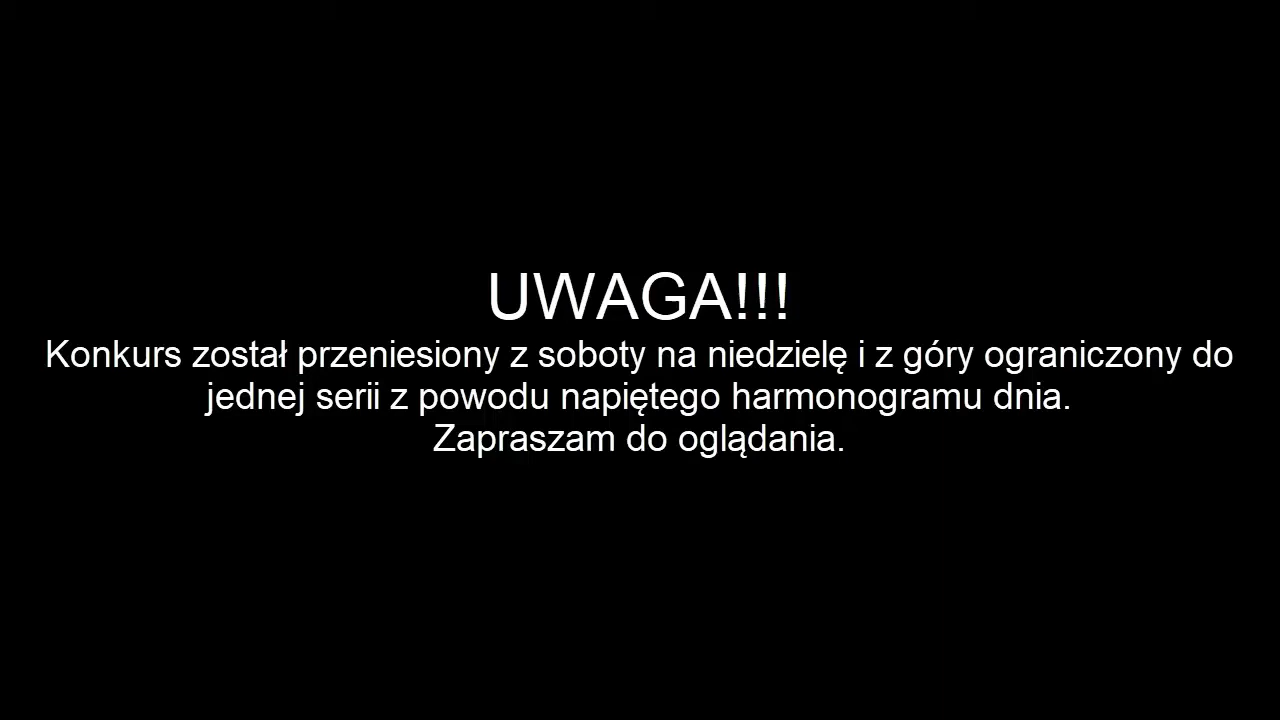 UWAGA!!!
Konkurs został przeniesiony z soboty na niedzielę i z góry ograniczony do
jednej serii z powodu napiętego harmonogramu dnia.
Zapraszam do oglądania.